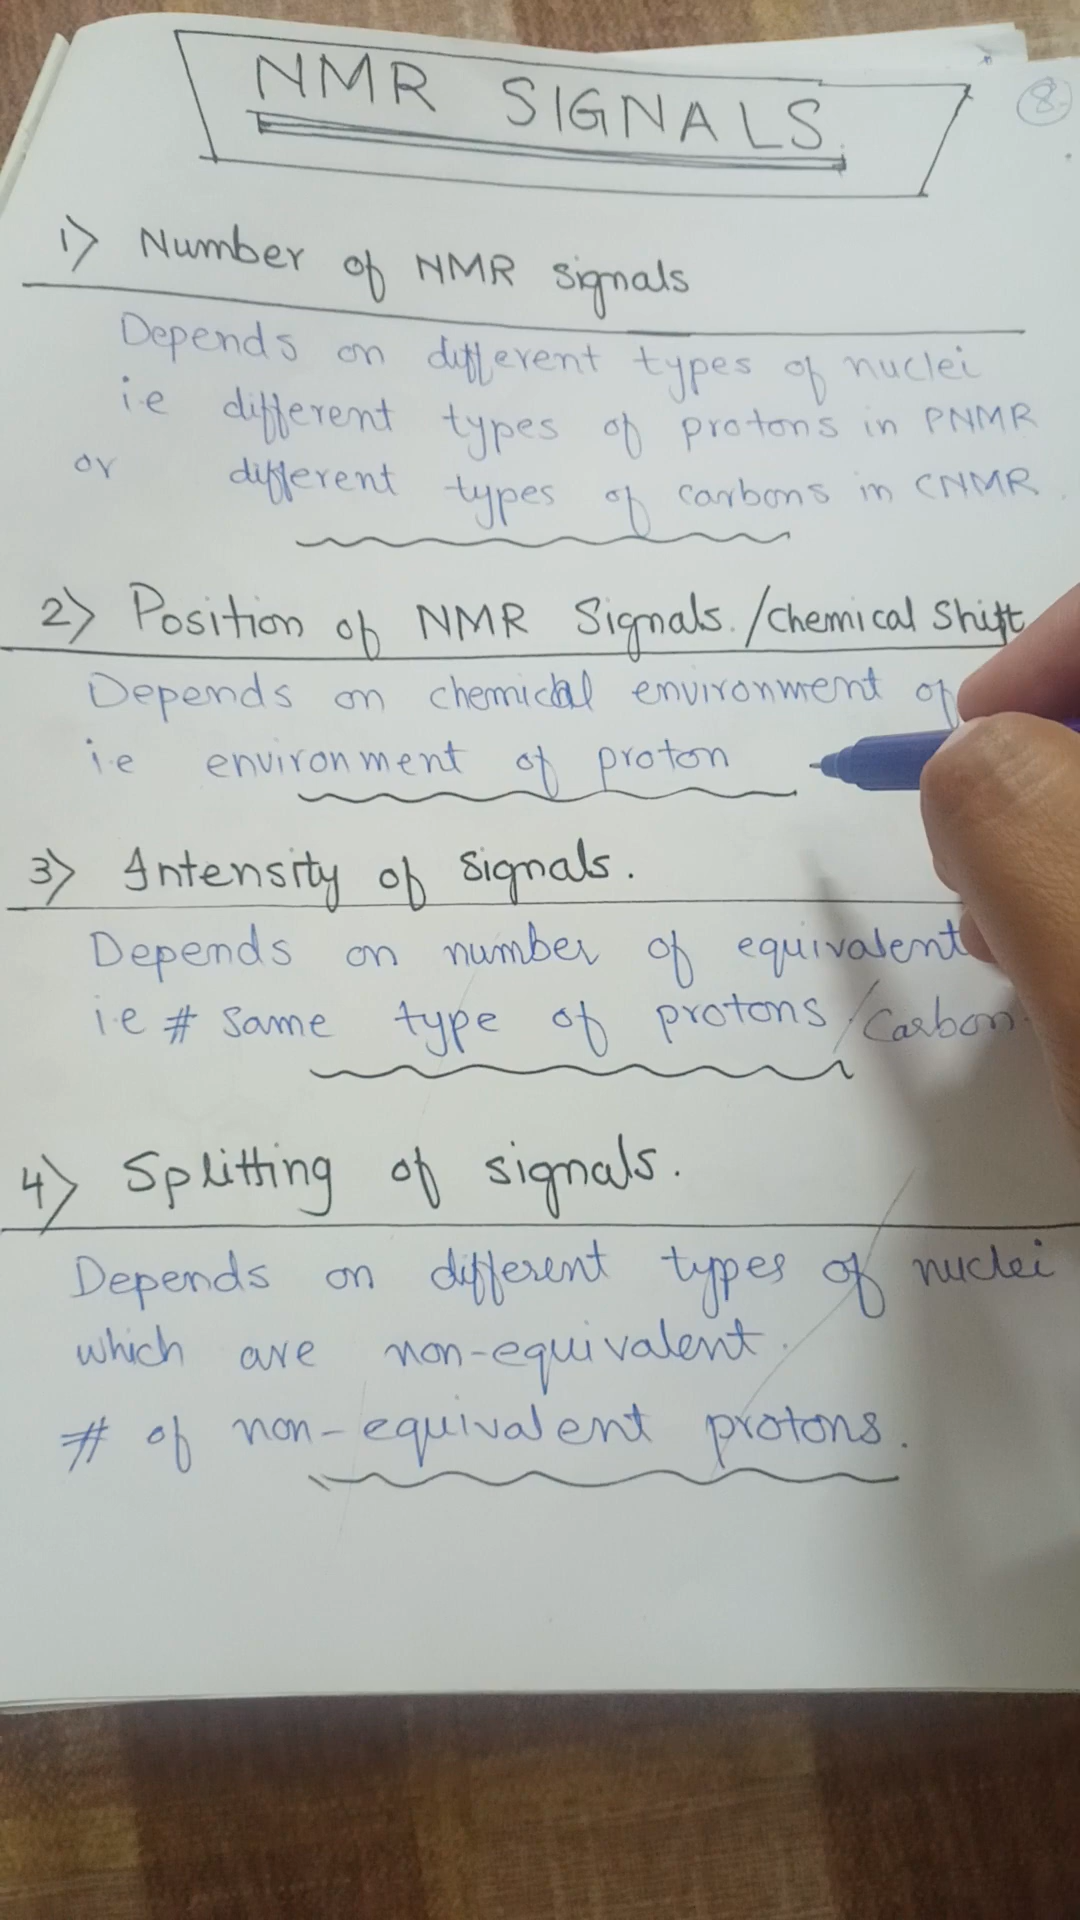 NMR SIGNALS
8
1) Number of NMR signals
Depends on different types of nuclei
i.e different types of protons in PNMR
or different types of carbons in CNMR.
2) Position of NMR Signals./Chemical Shift
Depends on chemical environment of
i.e environment of proton
3) Intensity of signals.
Depends on number of equivalent
i.e # same type of protons/Carbon
4) Splitting of signals.
Depends on different types of nuclei
which are non-equivalent.
# of non-equivalent protons.